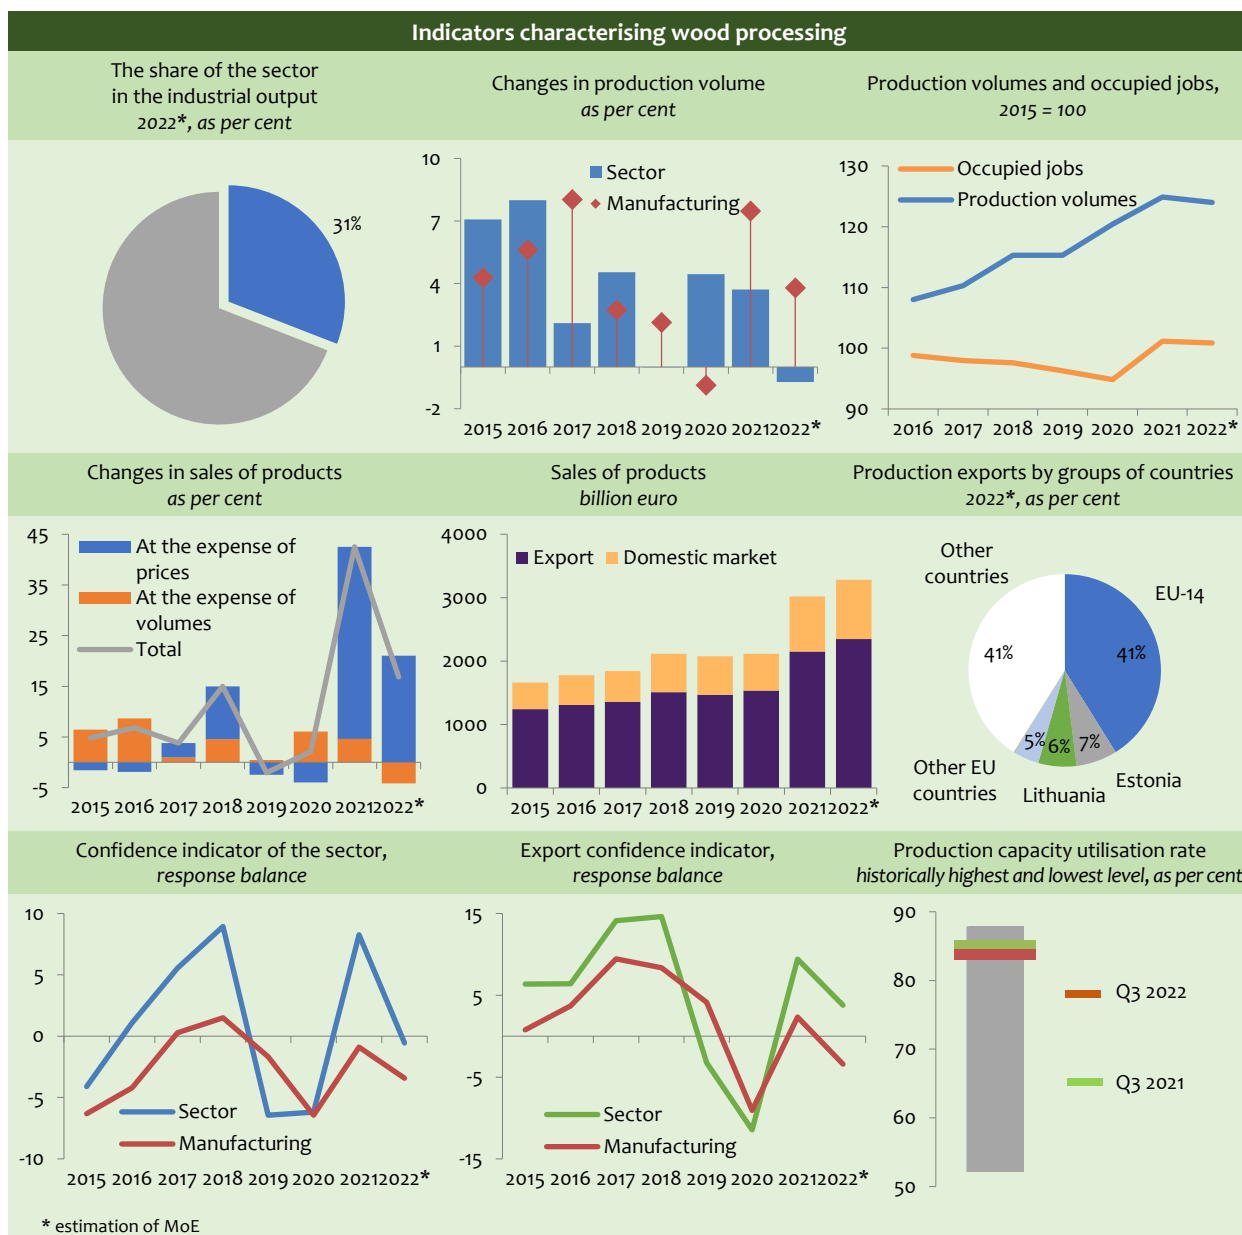 Indicators characterising wood processing
The share of the sector
in the industrial output
2022*, as per cent
31%
Changes in production volume
as per cent
10
7
4
1
-2
Sector
Manufacturing
2015 2016 2017 2018 2019 2020 2021 2022*
Production volumes and occupied jobs,
2015 = 100
130
120
110
100
90
Occupied jobs
Production volumes
2016 2017 2018 2019 2020 2021 2022*
Changes in sales of products
as per cent
45
35
25
15
5
-5
At the expense of
prices
At the expense of
volumes
Total
2015 2016 2017 2018 2019 2020 2021 2022*
Sales of products
billion euro
4000
3000
2000
1000
0
Export
Domestic market
2015 2016 2017 2018 2019 2020 2021 2022*
Production exports by groups of countries
2022*, as per cent
Other
countries
EU-14
41%
41%
5%
6%
7%
Other EU
countries
Lithuania
Estonia
Confidence indicator of the sector,
response balance
10
5
0
-5
-10
Sector
Manufacturing
2015 2016 2017 2018 2019 2020 2021 2022*
Export confidence indicator,
response balance
15
5
-5
-15
Sector
Manufacturing
2015 2016 2017 2018 2019 2020 2021 2022*
Production capacity utilisation rate
historically highest and lowest level, as per cent
90
80
70
60
50
Q3 2022
Q3 2021
* estimation of MoE